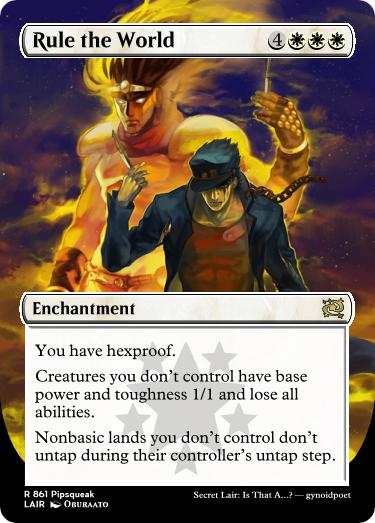 Rule the World 4
Enchantment
You have hexproof.
Creatures you don't control have base
power and toughness 1/1 and lose all
abilities.
Nonbasic lands you don't control don't
untap during their controller's untap step.
R 861 Pipsqueak
LAIR Oburaato
Secret Lair: Is That A...? — gynoidpoet